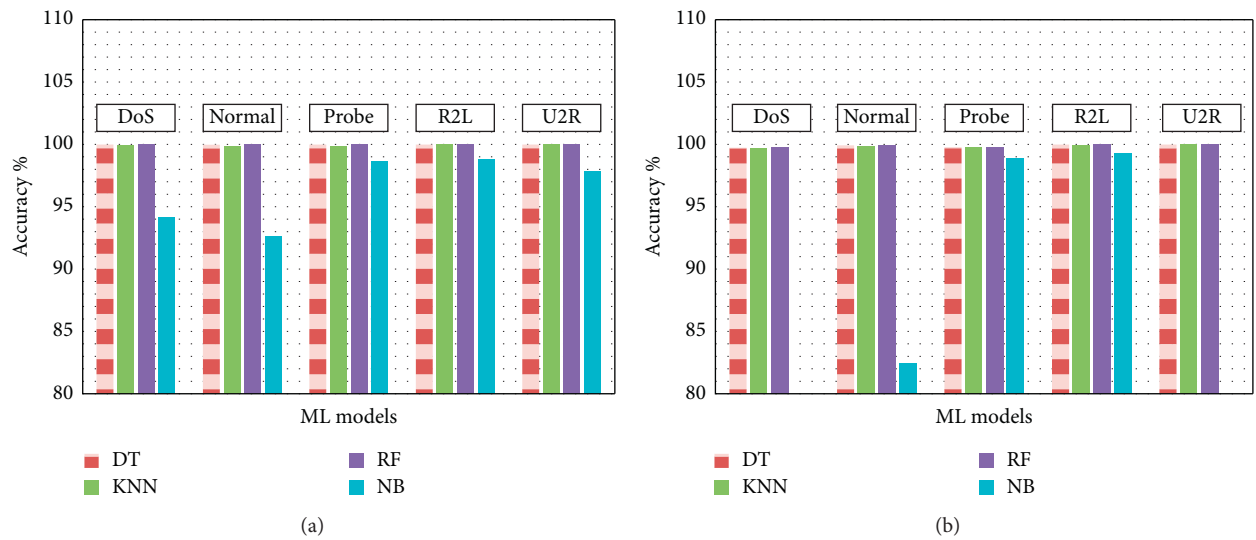 110
105
100
95
90
85
80
Accuracy %
DoS
Normal
Probe
R2L
U2R
ML models
DT
KNN
RF
NB
(a)
110
105
100
95
90
85
80
Accuracy %
DoS
Normal
Probe
R2L
U2R
ML models
DT
KNN
RF
NB
(b)